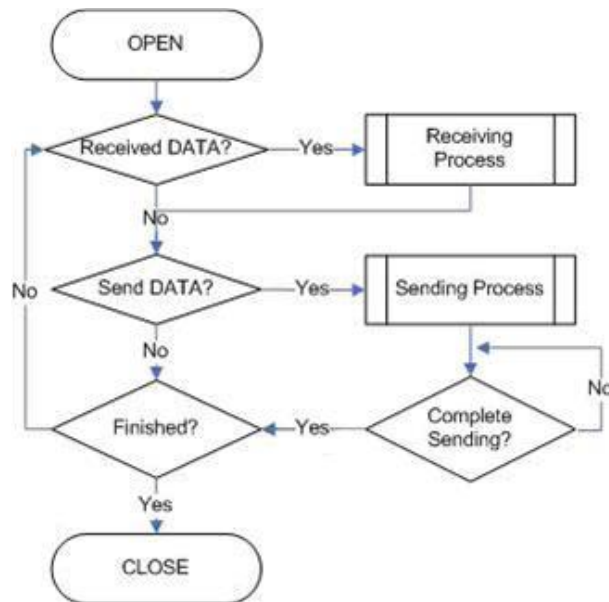 OPEN
Received DATA?
Yes
Receiving
Process
No
Send DATA?
Yes
Sending Process
No
No
No
Finished?
Yes
Complete
Sending?
Yes
CLOSE